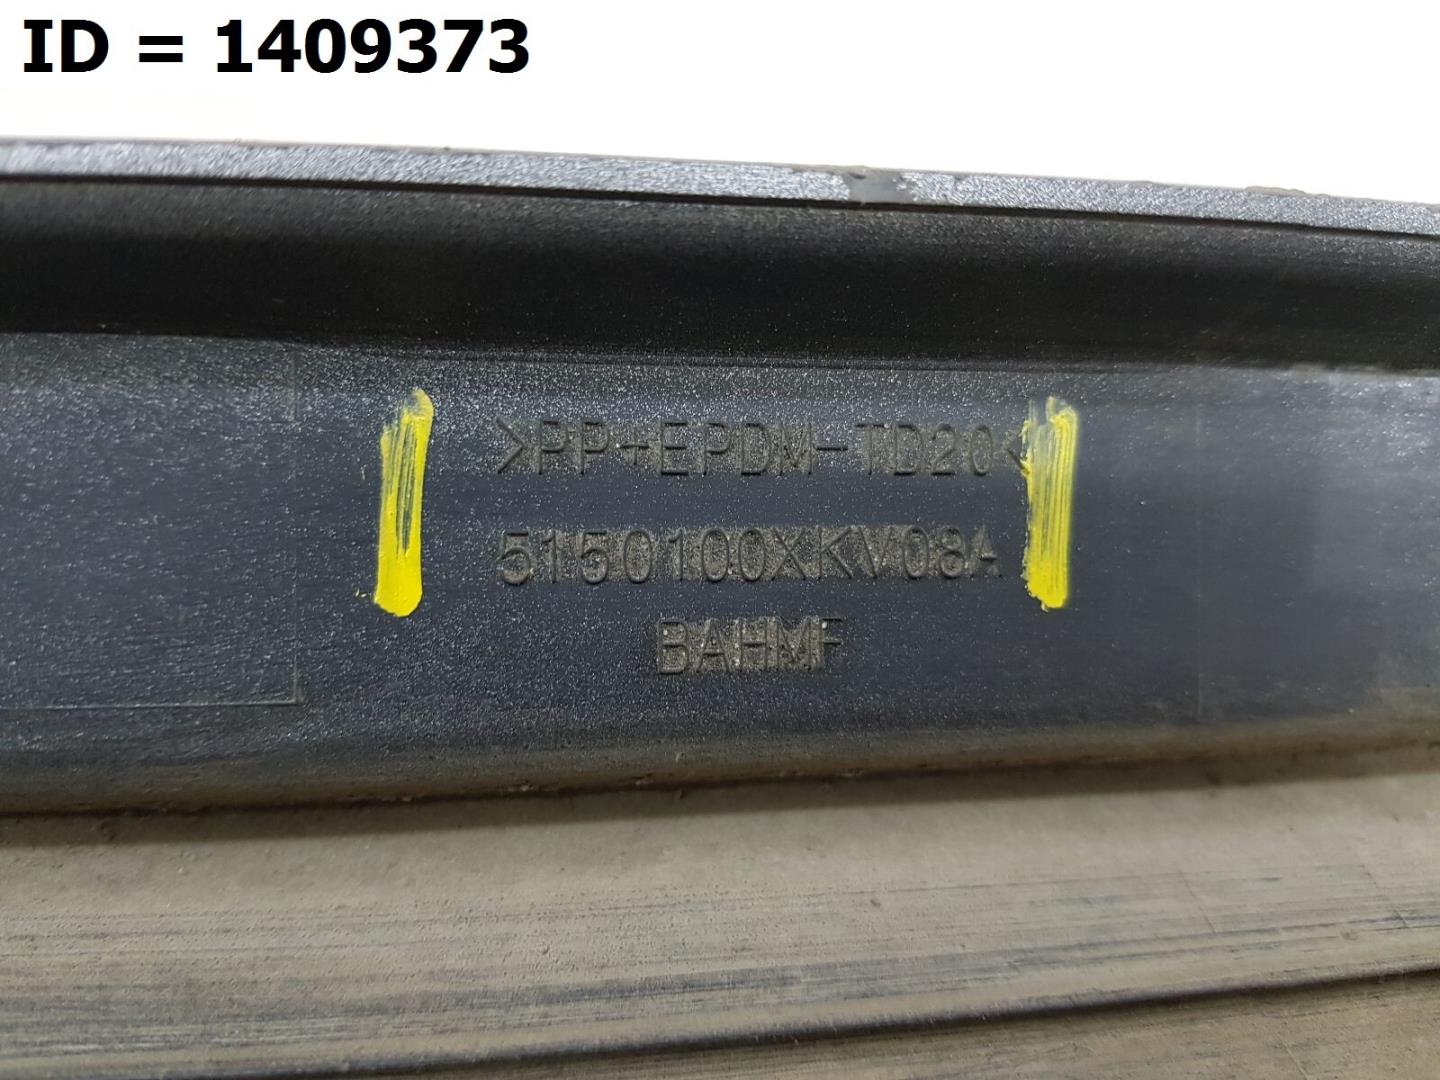 ID = 1409373
>PP+EPDM-TD20<
5150100XKV08A
BAHMF